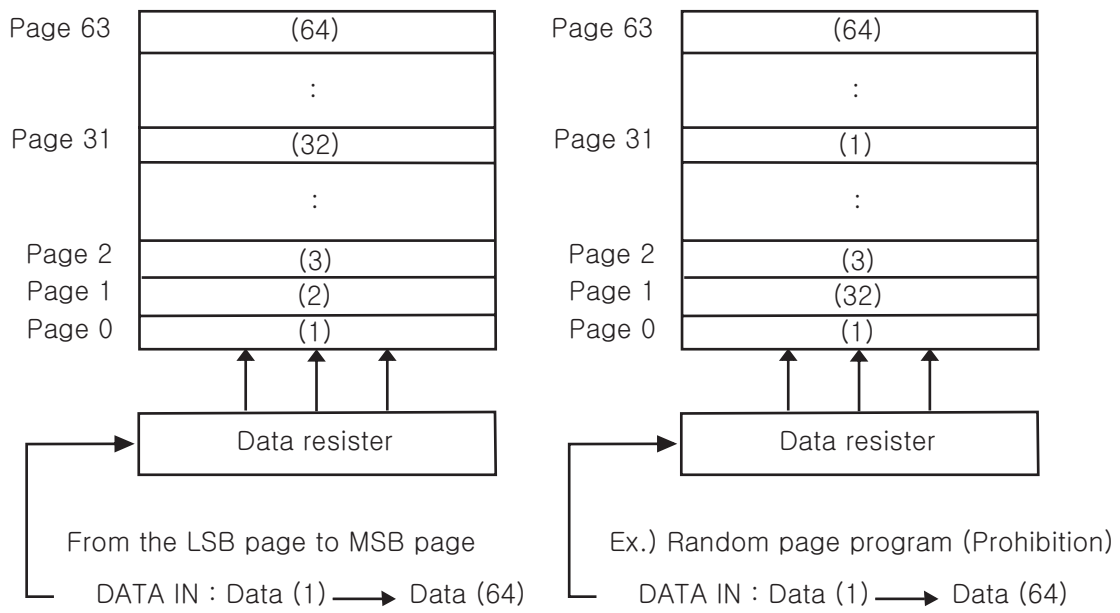 Page 63 (64)
:
Page 31 (32)
:
Page 2 (3)
Page 1 (2)
Page 0 (1)
Data resister
From the LSB page to MSB page
DATA IN : Data (1) Data (64)
Page 63 (64)
:
Page 31 (1)
:
Page 2 (3)
Page 1 (32)
Page 0 (1)
Data resister
Ex.) Random page program (Prohibition)
DATA IN : Data (1) Data (64)